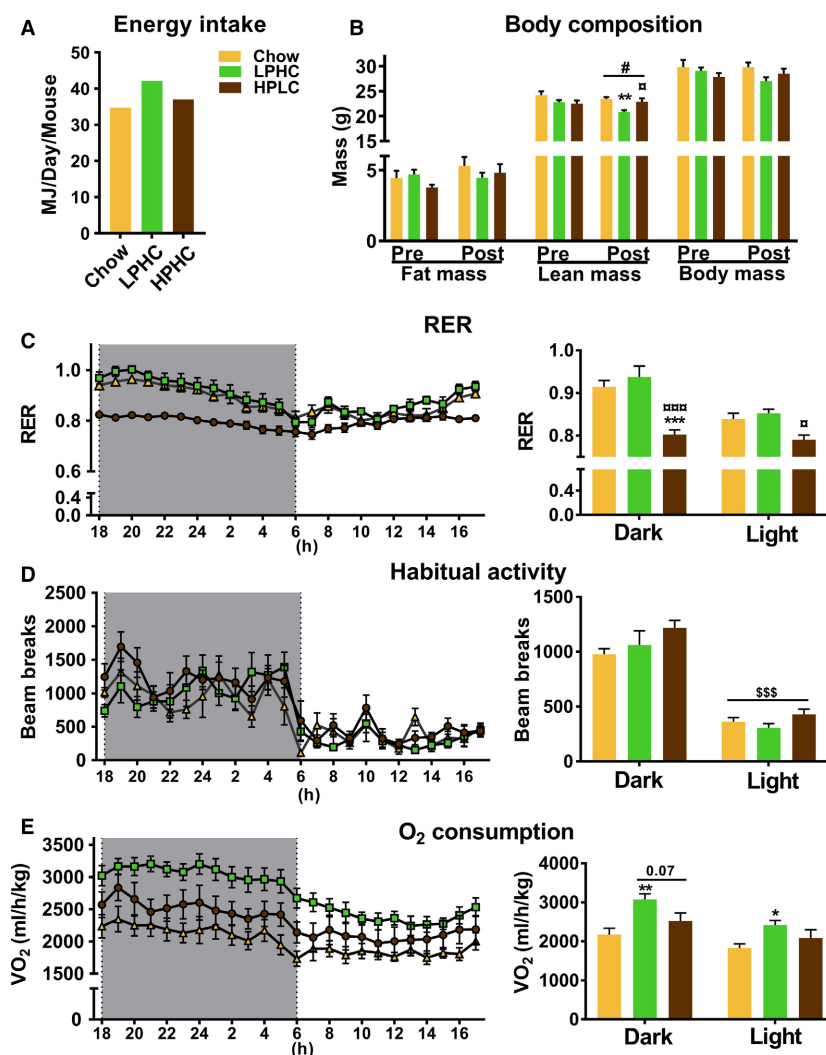 A
Energy intake
MJ/Day/Mouse
50
40
30
20
10
0
Chow
LPHC
HPHC
Chow
LPHC
HPLC
B
Body composition
Mass (g)
30
25
20
15
5
0
#
¤
**
Pre
Post
Pre
Post
Pre
Post
Fat mass
Lean mass
Body mass
C
RER
RER
1.0
0.8
0.6
0.4
0.0
18
20
22
24
2
4
6
8
10
12
14
16
(h)
RER
1.0
0.9
0.8
0.4
0.0
¤¤¤
***
¤
Dark
Light
D
Habitual activity
Beam breaks
2500
2000
1500
1000
500
0
18
20
22
24
2
4
6
8
10
12
14
16
(h)
Beam breaks
1500
1000
500
0
$$$
Dark
Light
E
O2 consumption
VO2 (ml/h/kg)
3500
3000
2500
2000
1500
0
18
20
22
24
2
4
6
8
10
12
14
16
(h)
VO2 (ml/h/kg)
4000
3000
2000
1000
0
0.07
**
*
Dark
Light